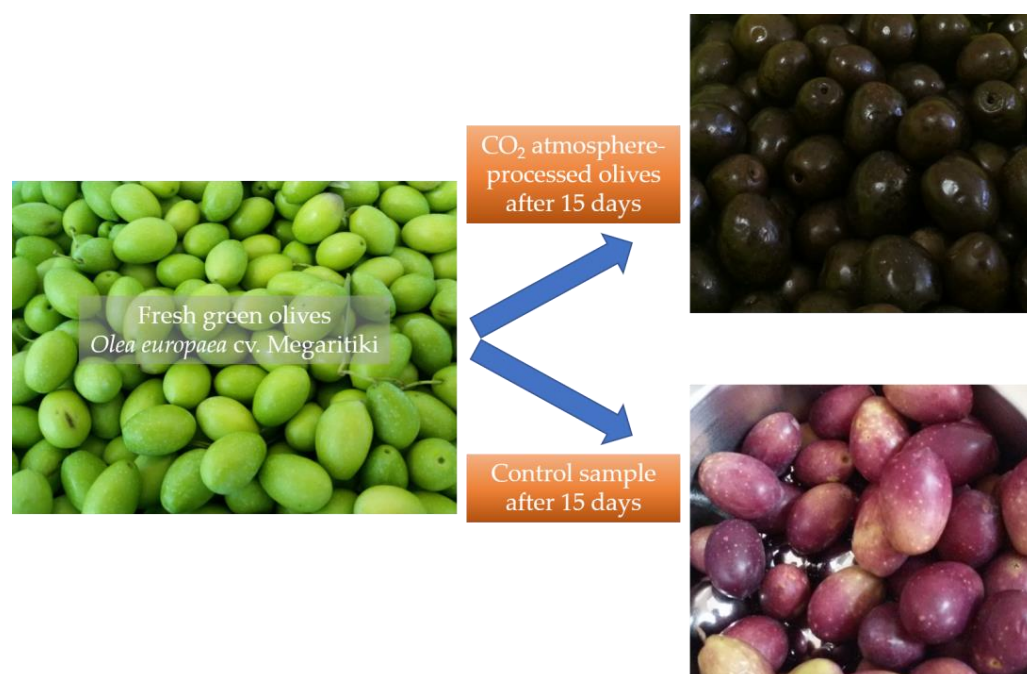 Fresh green olives
Olea europaea cv. Megaritiki
CO₂ atmosphere-
processed olives
after 15 days
Control sample
after 15 days